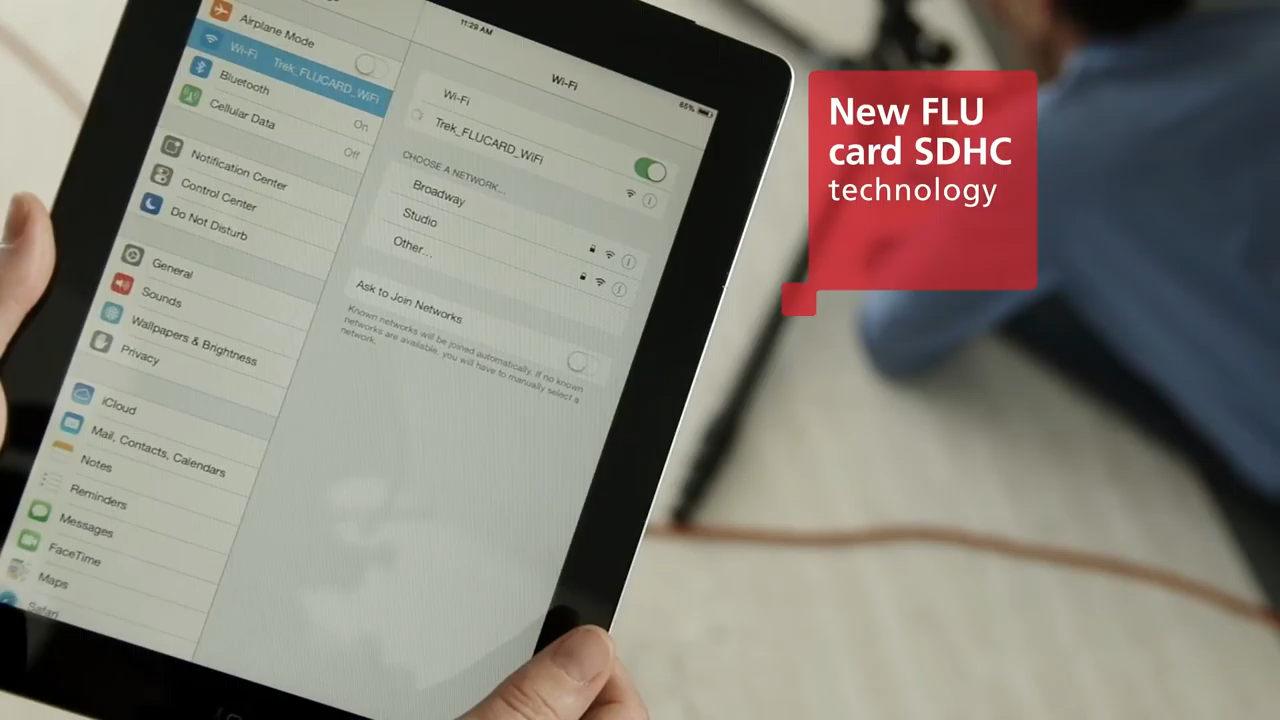 11:29 AM
65%
Wi-Fi
Airplane Mode
Wi-Fi Trek_FLUCARD_WiFi
Bluetooth On
Cellular Data Off
Notification Center
Control Center
Do Not Disturb
General
Sounds
Wallpapers & Brightness
Privacy
iCloud
Mail, Contacts, Calendars
Notes
Reminders
Messages
FaceTime
Maps
Safari
Wi-Fi
Trek_FLUCARD_WiFi
CHOOSE A NETWORK...
Broadway
Studio
Other...
Ask to Join Networks
Known networks will be joined automatically. If no known
networks are available, you will have to manually select a
network.
New FLU
card SDHC
technology